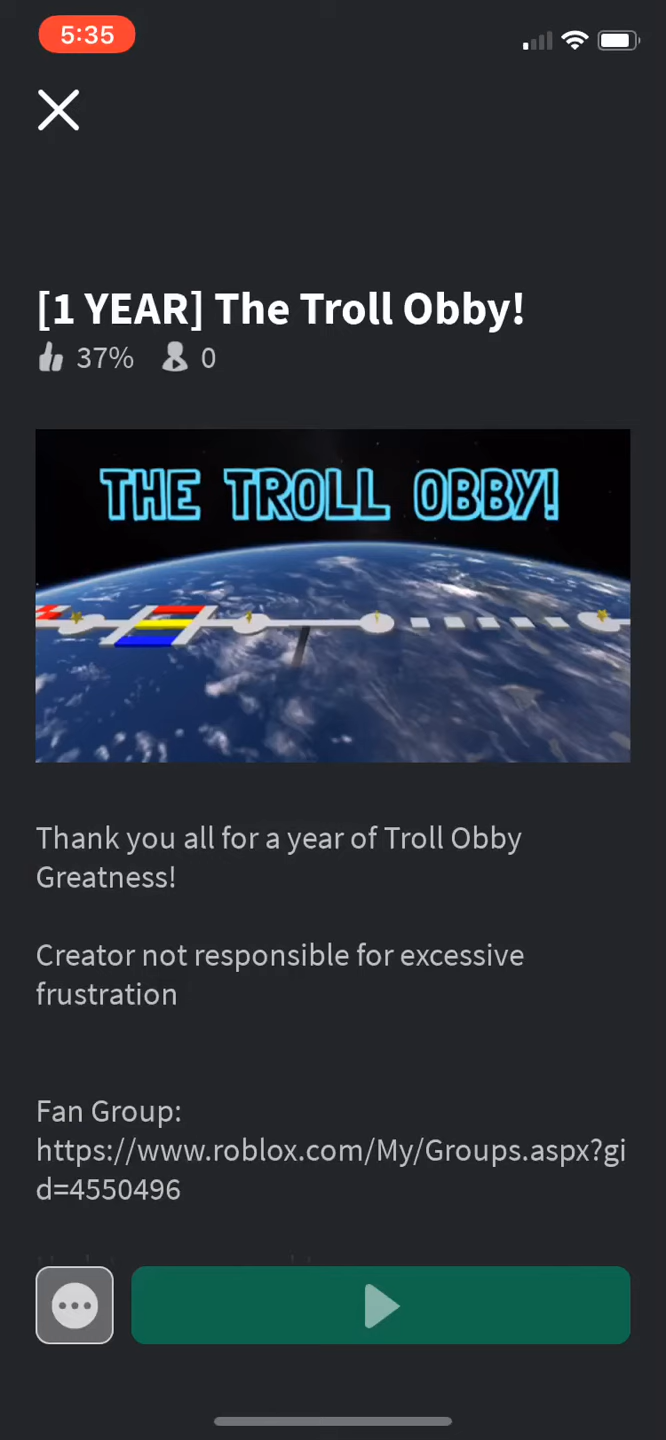 5:35
[1 YEAR] The Troll Obby!
37% 0
THE TROLL OBBY!
Thank you all for a year of Troll Obby
Greatness!
Creator not responsible for excessive
frustration
Fan Group:
https://www.roblox.com/My/Groups.aspx?gi
d=4550496